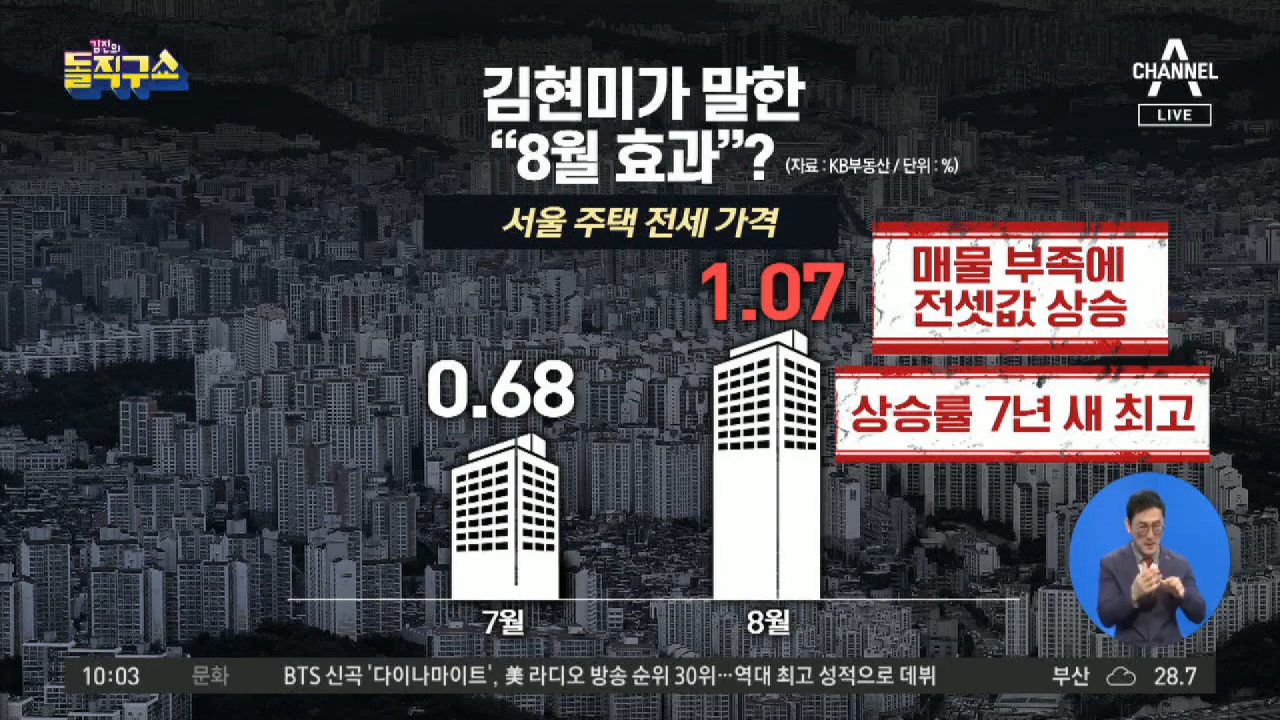 김진의
돌직구쇼
CHANNEL
LIVE
김현미가 말한
“8월 효과”?
(자료 : KB부동산 / 단위 : %)
서울 주택 전세 가격
매물 부족에
전셋값 상승
상승률 7년 새 최고
1.07
0.68
7월
8월
10:03 문화 BTS 신곡 '다이나마이트', 美 라디오 방송 순위 30위…역대 최고 성적으로 데뷔 부산 28.7